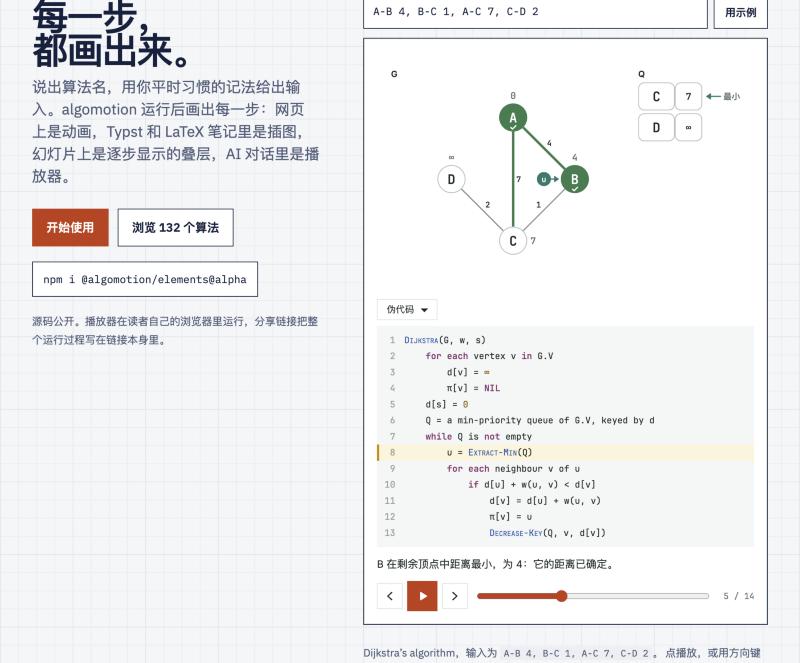 每一步，
都画出来。
说出算法名，用你平时习惯的记法给出输
入。algomotion 运行后画出每一步：网页
上是动画，Typst 和 LaTeX 笔记里是插图，
幻灯片上是逐步显示的叠层，AI 对话里是播
放器。
开始使用
浏览 132 个算法
npm i @algomotion/elements@alpha
源码公开。播放器在读者自己的浏览器里运行，分享链接把整
个运行过程写在链接本身里。
A-B 4, B-C 1, A-C 7, C-D 2
用示例
G
0
A
4
∞
D
7
u
4
B
2
1
C
7
Q
C 7
最小
D ∞
伪代码
1 Dijkstra(G, w, s)
2 for each vertex v in G.V
3 d[v] = ∞
4 π[v] = NIL
5 d[s] = 0
6 Q = a min-priority queue of G.V, keyed by d
7 while Q is not empty
8 u = Extract-Min(Q)
9 for each neighbour v of u
10 if d[u] + w(u, v) < d[v]
11 d[v] = d[u] + w(u, v)
12 π[v] = u
13 Decrease-Key(Q, v, d[v])
B 在剩余顶点中距离最小，为 4：它的距离已确定。
5 / 14
Dijkstra's algorithm，输入为 A-B 4, B-C 1, A-C 7, C-D 2 。点播放，或用方向键